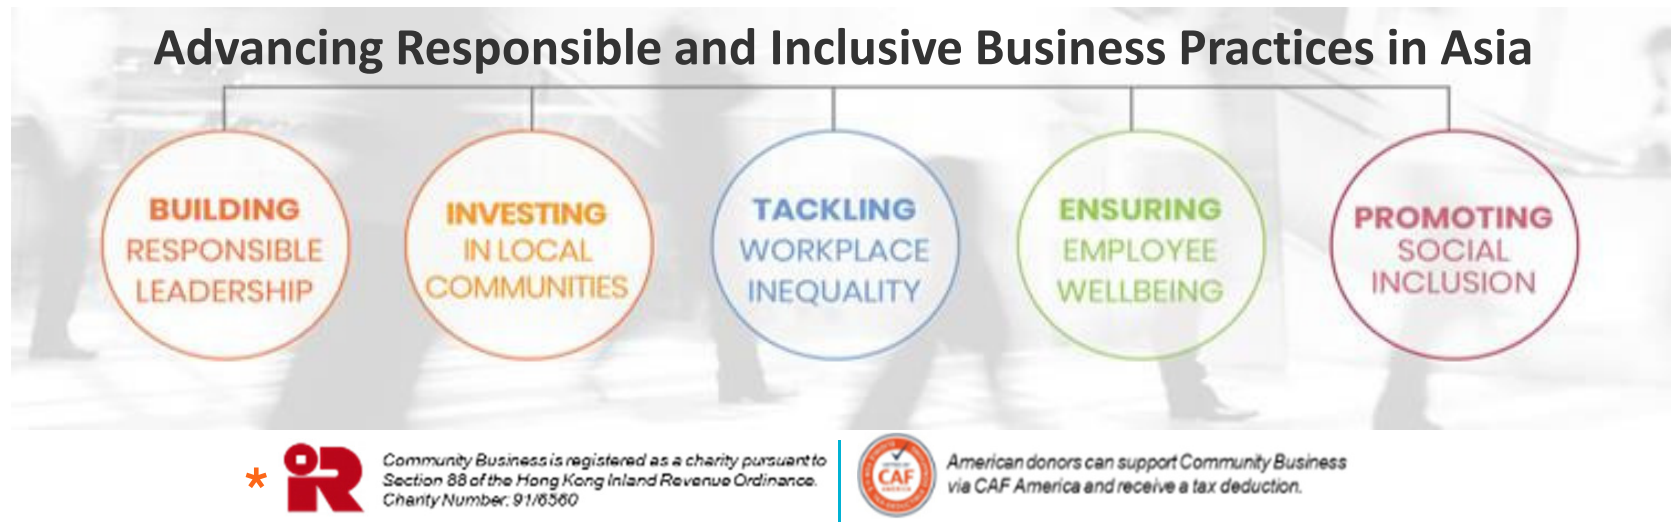 Advancing Responsible and Inclusive Business Practices in Asia
BUILDING
RESPONSIBLE
LEADERSHIP
INVESTING
IN LOCAL
COMMUNITIES
TACKLING
WORKPLACE
INEQUALITY
ENSURING
EMPLOYEE
WELLBEING
PROMOTING
SOCIAL
INCLUSION
*
Community Business is registered as a charity pursuant to
Section 88 of the Hong Kong Inland Revenue Ordinance.
Charity Number: 91/6560
CAF
AMERICA
American donors can support Community Business
via CAF America and receive a tax deduction.